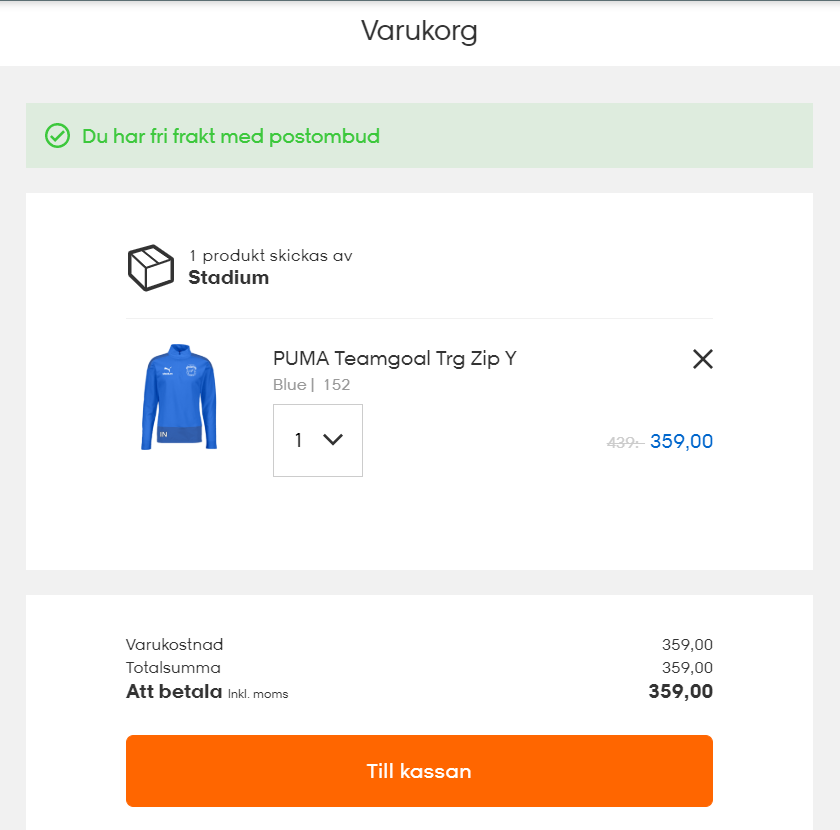 Varukorg
Du har fri frakt med postombud
1 produkt skickas av
Stadium
PUMA Teamgoal Trg Zip Y
Blue | 152
1
439:- 359,00
IN
Varukostnad 359,00
Totalsumma 359,00
Att betala Inkl. moms 359,00
Till kassan